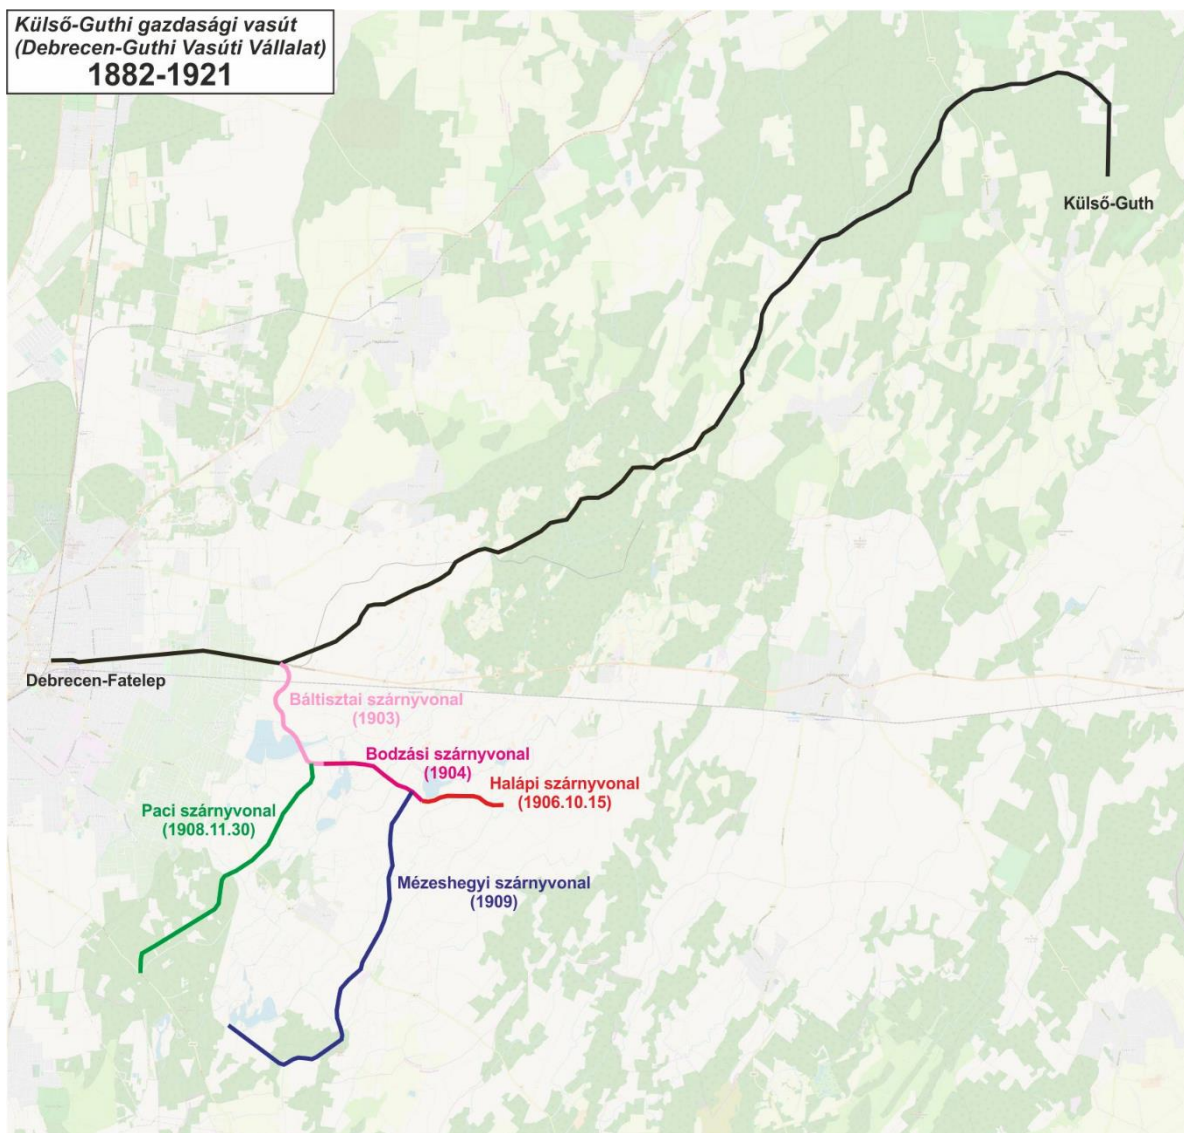 Külső-Guthi gazdasági vasút
(Debrecen-Guthi Vasúti Vállalat)
1882-1921
Külső-Guth
Debrecen-Fatelep
Báltisztai szárnyvonal
(1903)
Bodzási szárnyvonal
(1904)
Halápi szárnyvonal
(1906.10.15)
Paci szárnyvonal
(1908.11.30)
Mézeshegyi szárnyvonal
(1909)